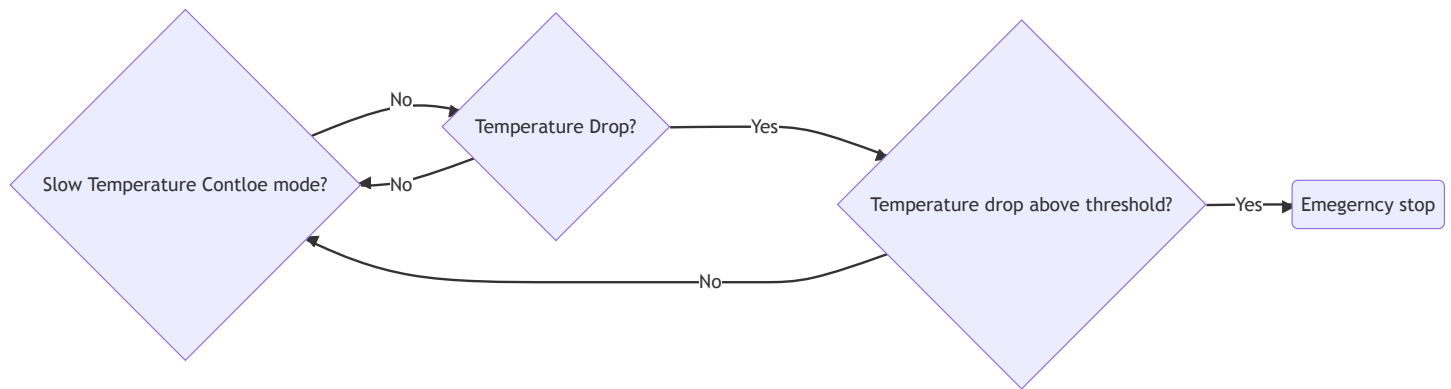 No
Temperature Drop?
Yes
Slow Temperature Contloe mode?
No
Temperature drop above threshold?
Yes
Emegerncy stop
No